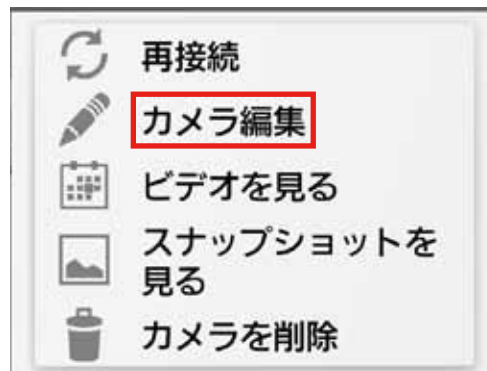 再接続
カメラ編集
ビデオを見る
スナップショットを
見る
カメラを削除